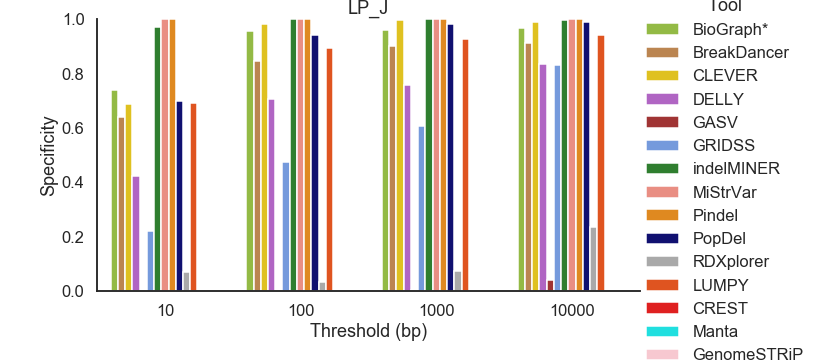 LP_J
Tool
1.0
0.8
0.6
0.4
0.2
0.0
Specificity
10
100
1000
10000
Threshold (bp)
BioGraph*
BreakDancer
CLEVER
DELLY
GASV
GRIDSS
indelMINER
MiStrVar
Pindel
PopDel
RDXplorer
LUMPY
CREST
Manta
GenomeSTRiP